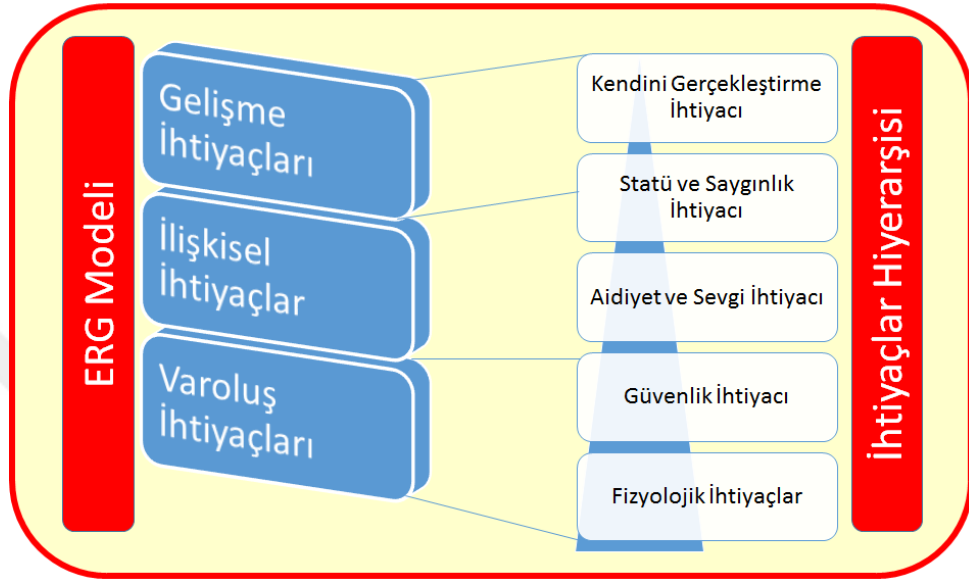 ERG Modeli
Gelişme
İhtiyaçları
İlişkisel
İhtiyaçlar
Varoluş
İhtiyaçları
Kendini Gerçekleştirme
İhtiyacı
Statü ve Saygınlık
İhtiyacı
Aidiyet ve Sevgi İhtiyacı
Güvenlik İhtiyacı
Fizyolojik İhtiyaçlar
İhtiyaçlar Hiyerarşisi